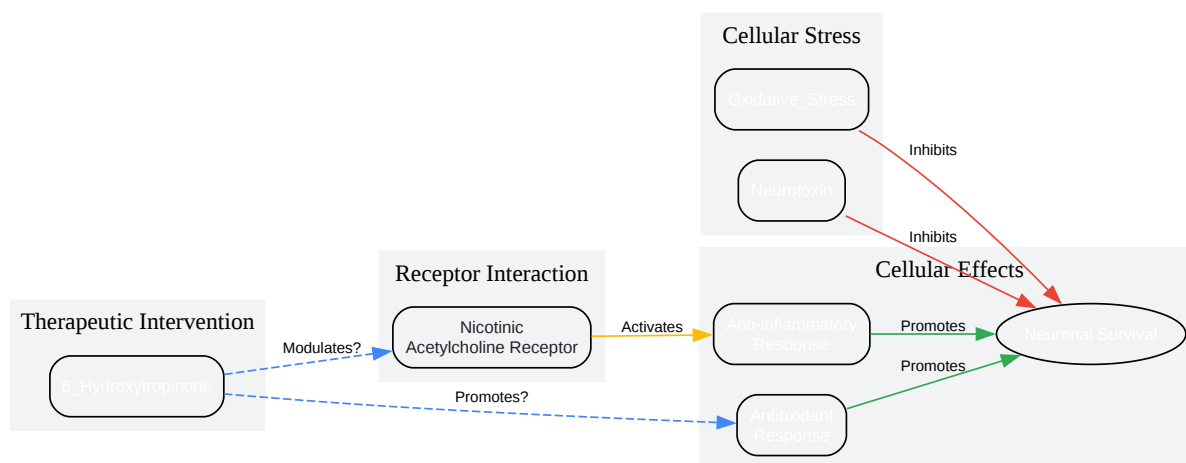 Cellular Stress
Oxidative_Stress
Inhibits
Neurotoxin
Inhibits
Cellular Effects
Receptor Interaction
Therapeutic Intervention
Nicotinic
Acetylcholine Receptor
Activates
Anti-inflammatory
Response
Promotes
Neuronal Survival
Modulates?
6_Hydroxytropinone
Promotes?
Promotes
Antioxidant
Response